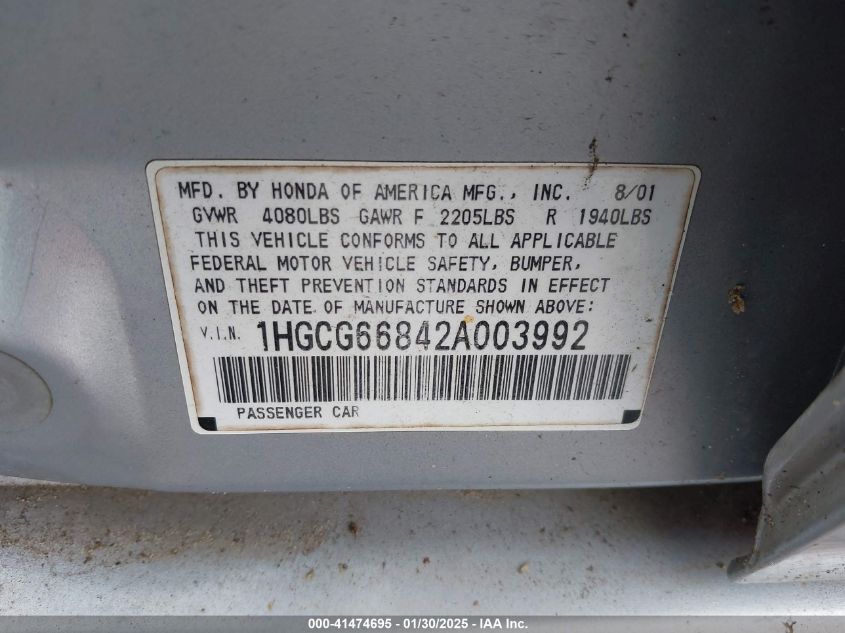 MFD. BY HONDA OF AMERICA MFG., INC. 8/01
GVWR 4080LBS GAWR F 2205LBS R 1940LBS
THIS VEHICLE CONFORMS TO ALL APPLICABLE
FEDERAL MOTOR VEHICLE SAFETY, BUMPER,
AND THEFT PREVENTION STANDARDS IN EFFECT
ON THE DATE OF MANUFACTURE SHOWN ABOVE:
V.I.N. 1HGCG66842A003992
PASSENGER CAR
000-41474695 - 01/30/2025 - IAA Inc.